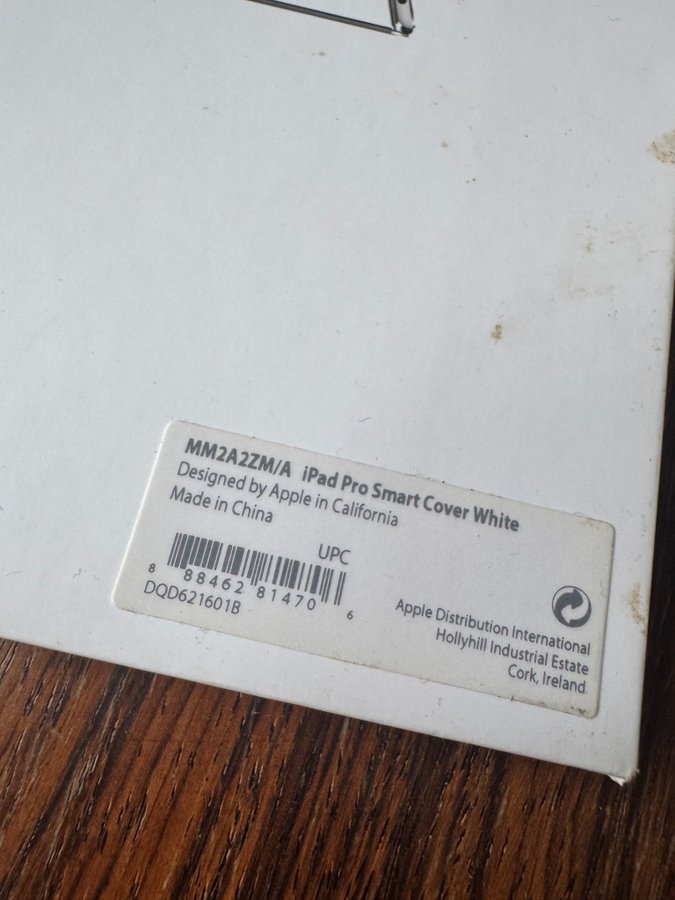 MM2A2ZM/A iPad Pro Smart Cover White
Designed by Apple in California
Made in China
UPC
8 88462 81470 6
DQD621601B
Apple Distribution International
Hollyhill Industrial Estate
Cork, Ireland